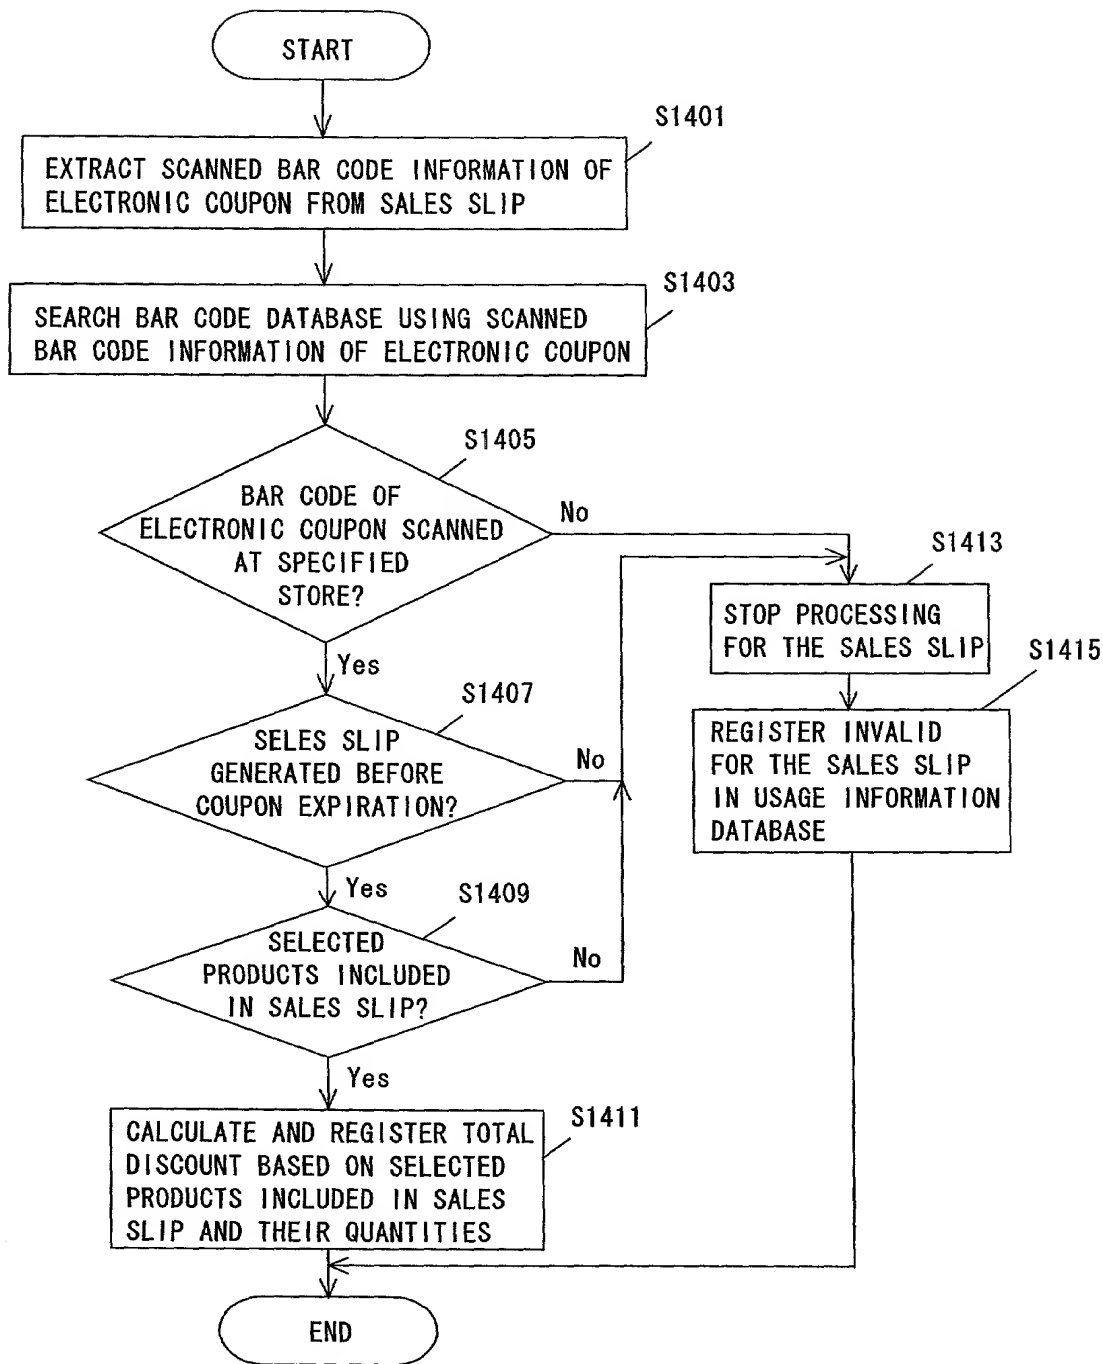 START
S1401
EXTRACT SCANNED BAR CODE INFORMATION OF
ELECTRONIC COUPON FROM SALES SLIP
S1403
SEARCH BAR CODE DATABASE USING SCANNED
BAR CODE INFORMATION OF ELECTRONIC COUPON
S1405
BAR CODE OF
ELECTRONIC COUPON SCANNED
AT SPECIFIED
STORE?
No
Yes
S1413
STOP PROCESSING
FOR THE SALES SLIP
S1415
REGISTER INVALID
FOR THE SALES SLIP
IN USAGE INFORMATION
DATABASE
S1407
SELES SLIP
GENERATED BEFORE
COUPON EXPIRATION?
No
Yes
S1409
SELECTED
PRODUCTS INCLUDED
IN SALES SLIP?
No
Yes
S1411
CALCULATE AND REGISTER TOTAL
DISCOUNT BASED ON SELECTED
PRODUCTS INCLUDED IN SALES
SLIP AND THEIR QUANTITIES
END